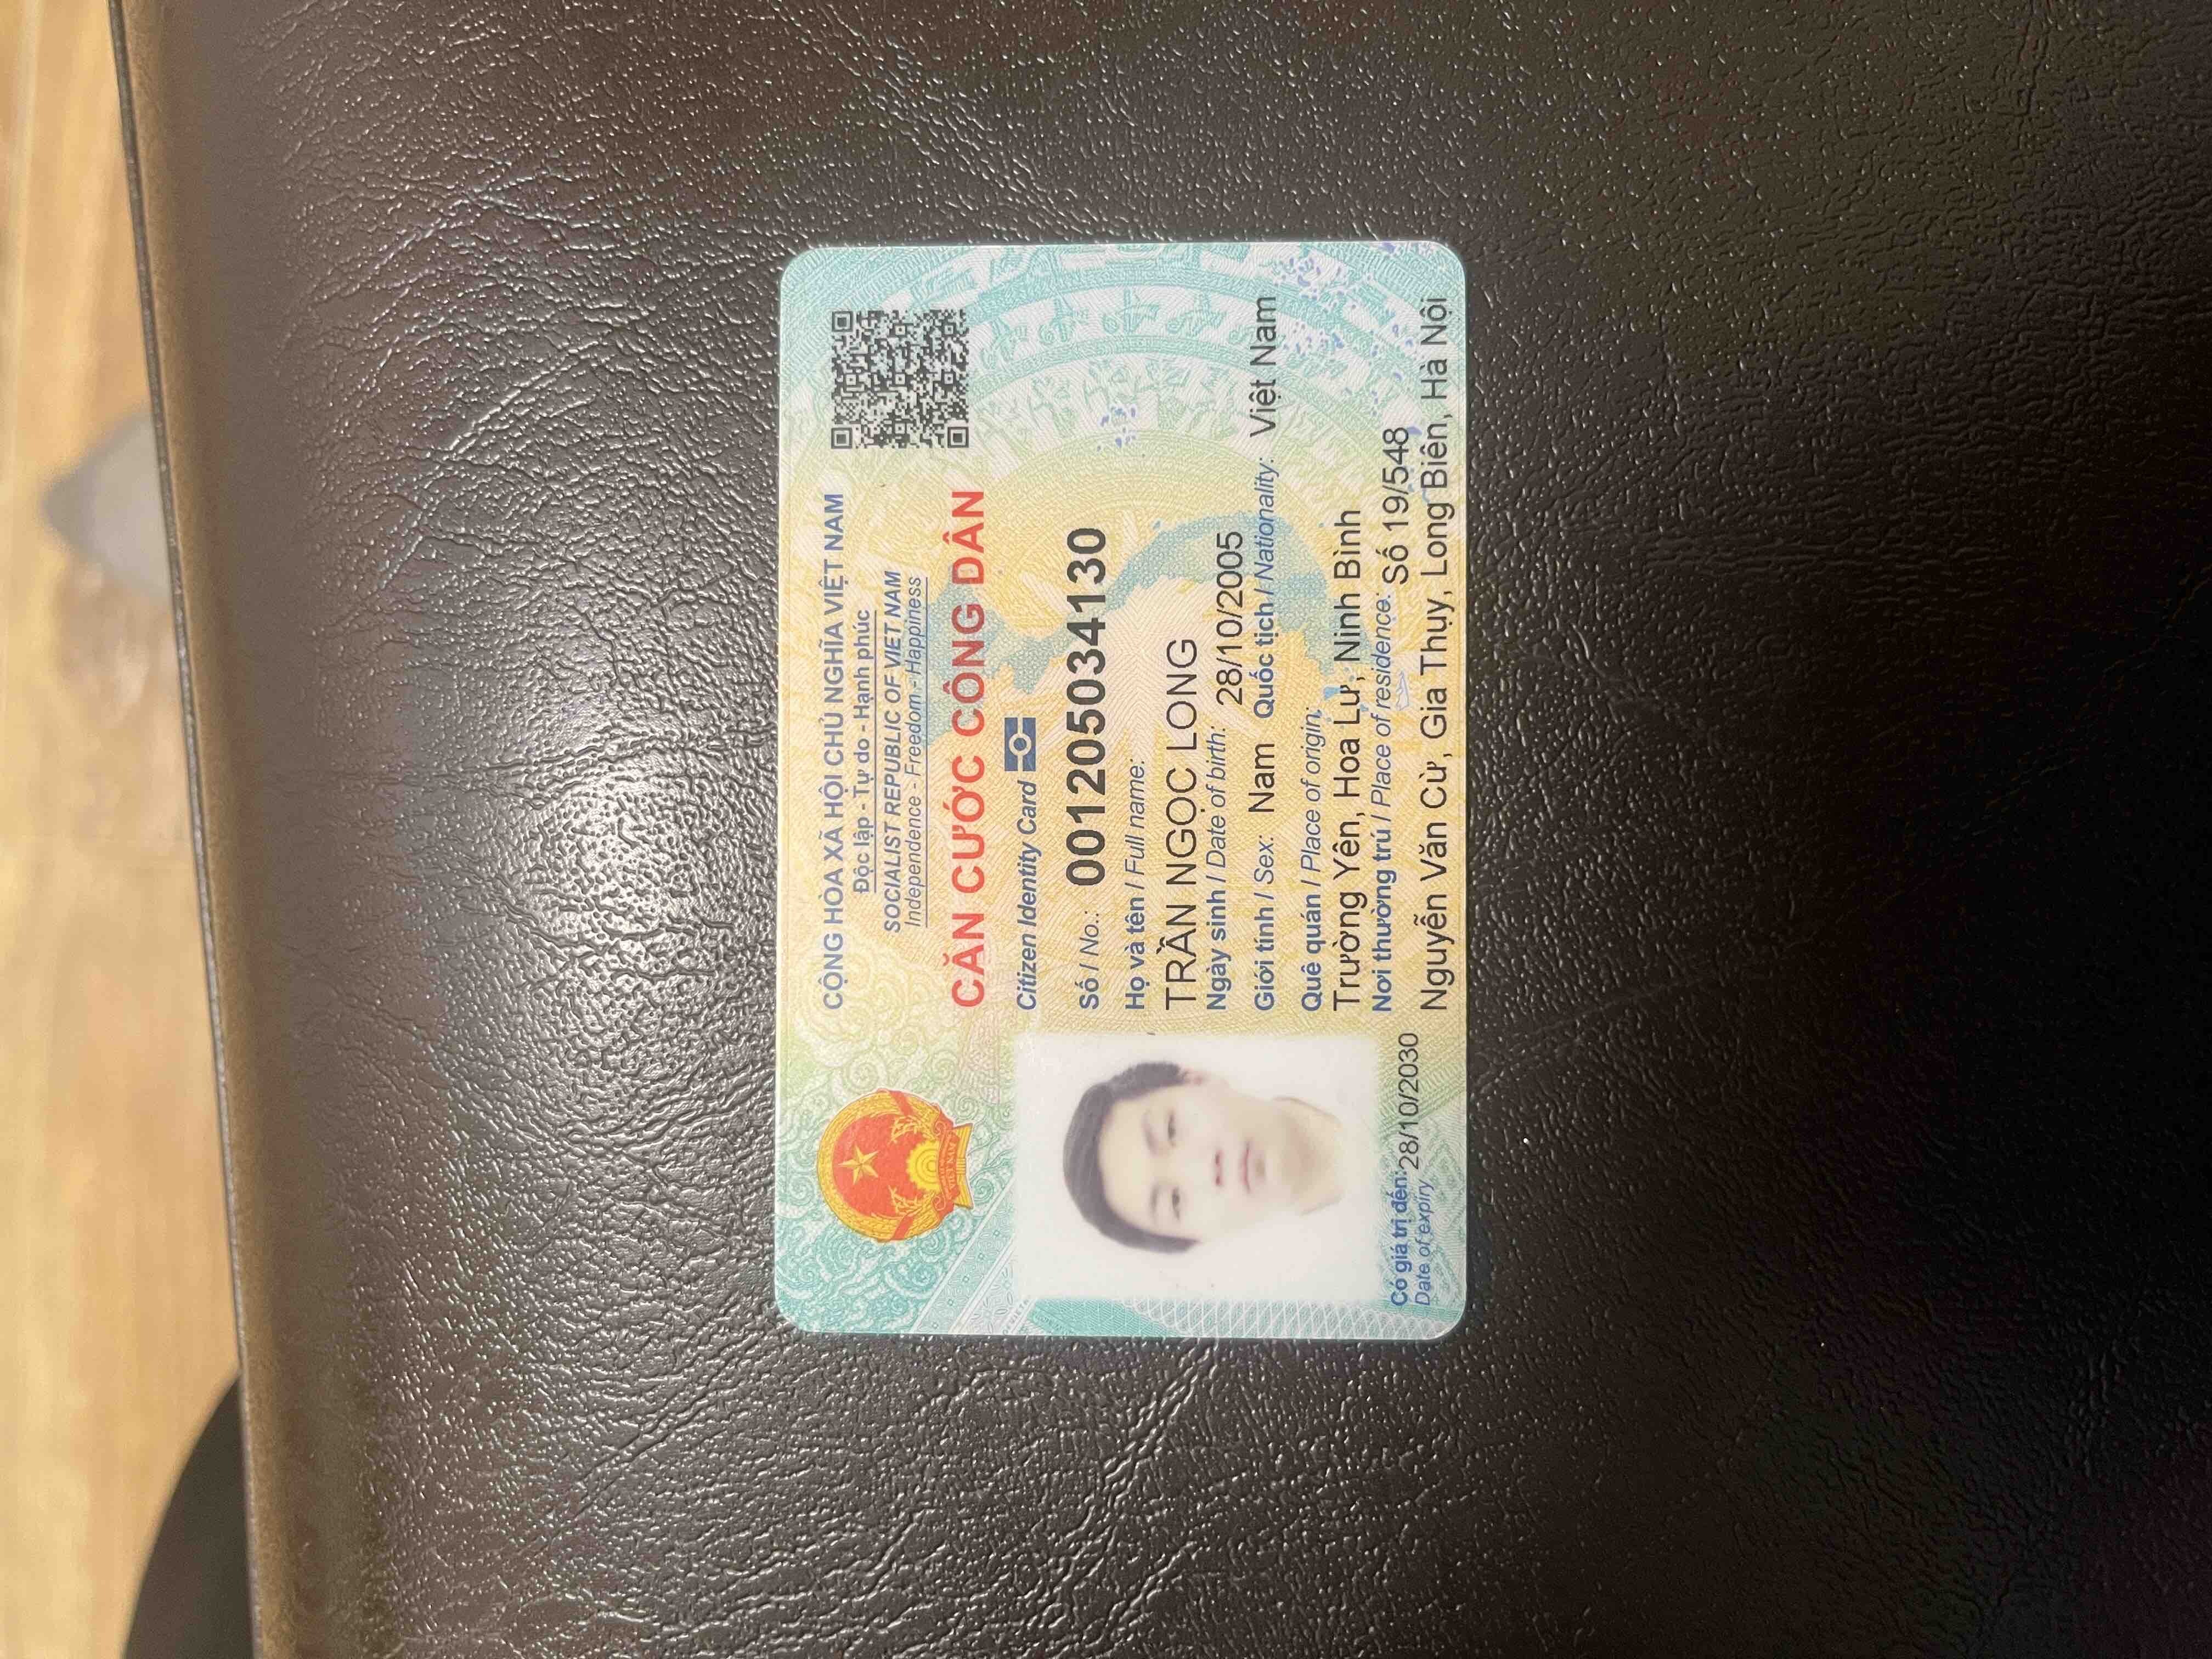 CỘNG HÒA XÃ HỘI CHỦ NGHĨA VIỆT NAM
Độc lập - Tự do - Hạnh phúc
SOCIALIST REPUBLIC OF VIET NAM
Independence - Freedom - Happiness
CĂN CƯỚC CÔNG DÂN
Citizen Identity Card
Số / No.: 001205034130
Họ và tên / Full name:
TRẦN NGỌC LONG
Ngày sinh / Date of birth: 28/10/2005
Giới tính / Sex: Nam Quốc tịch / Nationality: Việt Nam
Quê quán / Place of origin:
Trường Yên, Hoa Lư, Ninh Bình
Nơi thường trú / Place of residence: Số 19/548
Nguyễn Văn Cừ, Gia Thụy, Long Biên, Hà Nội
Có giá trị đến: 28/10/2030
Date of expiry